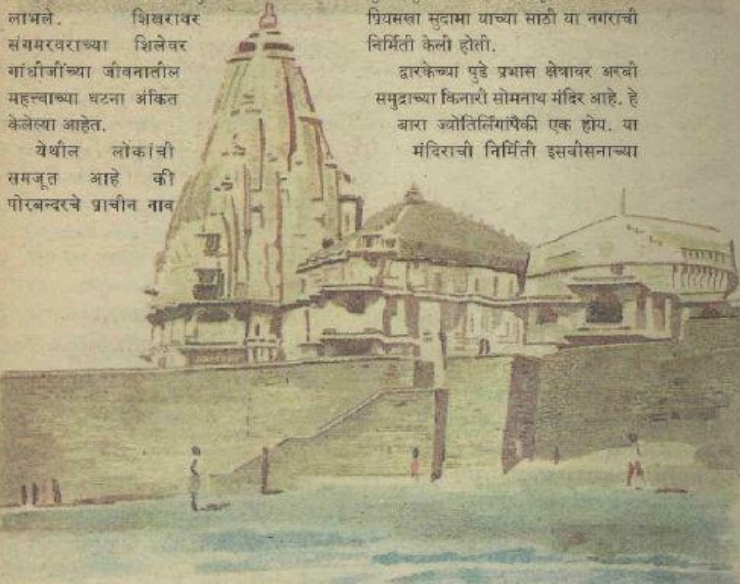 लाभले. शिखरावर
संगमरवराच्या शिलेवर
गांधीजींच्या जीवनातील
महत्त्वाच्या घटना अंकित
केलेल्या आहेत.
येथील लोकांची
समजूत आहे की
पोरबन्दरचे प्राचीन नाव
प्रियसखा सुदामा याच्या साठी या नगराची
निर्मिती केली होती.
द्वारकेच्या पुढे प्रभास क्षेत्रावर अरबी
समुद्राच्या किनारी सोमनाथ मंदिर आहे. हे
बारा ज्योतिर्लिंगांपैकी एक होय. या
मंदिराची निर्मिती इसवीसनाच्या